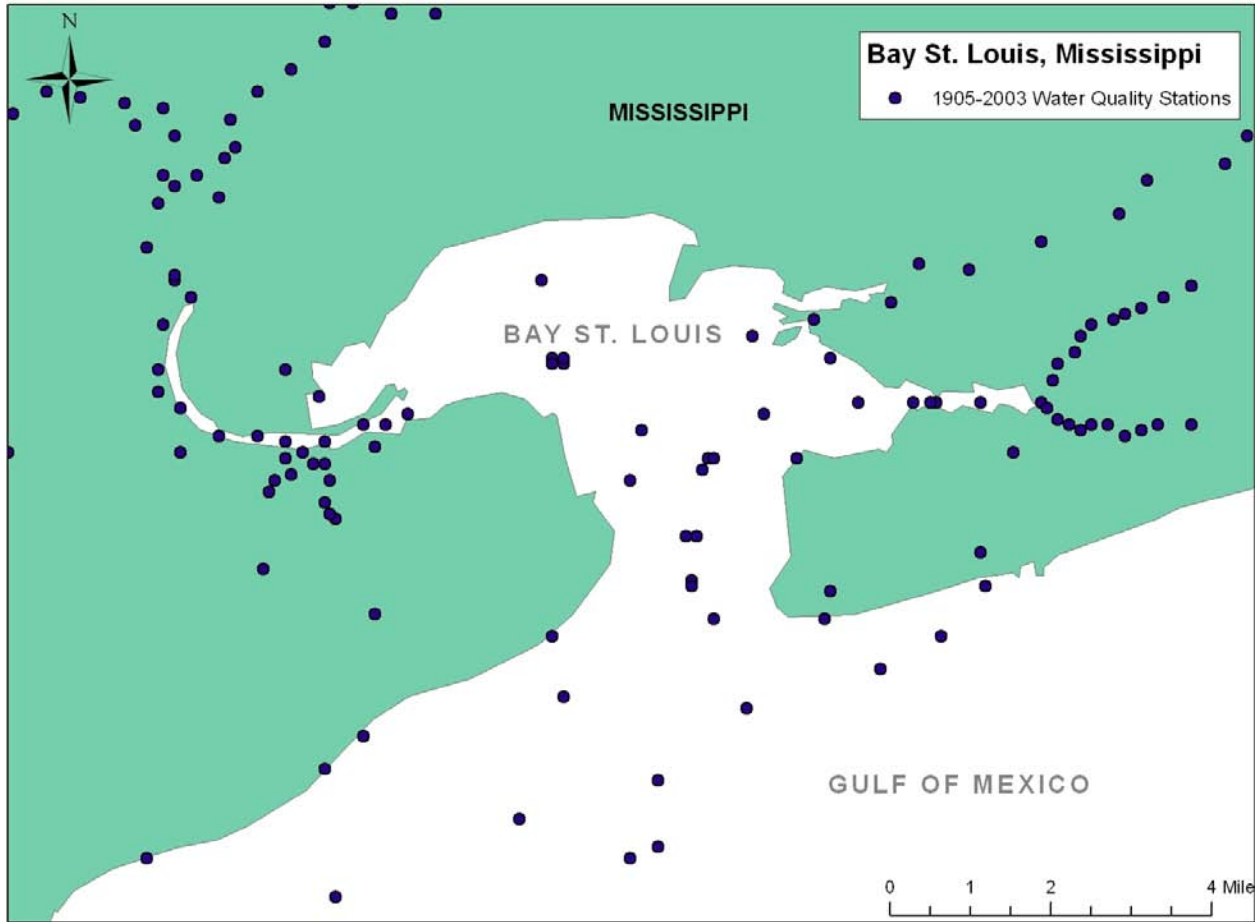 N
Bay St. Louis, Mississippi
1905-2003 Water Quality Stations
MISSISSIPPI
BAY ST. LOUIS
GULF OF MEXICO
0 1 2 4 Mile